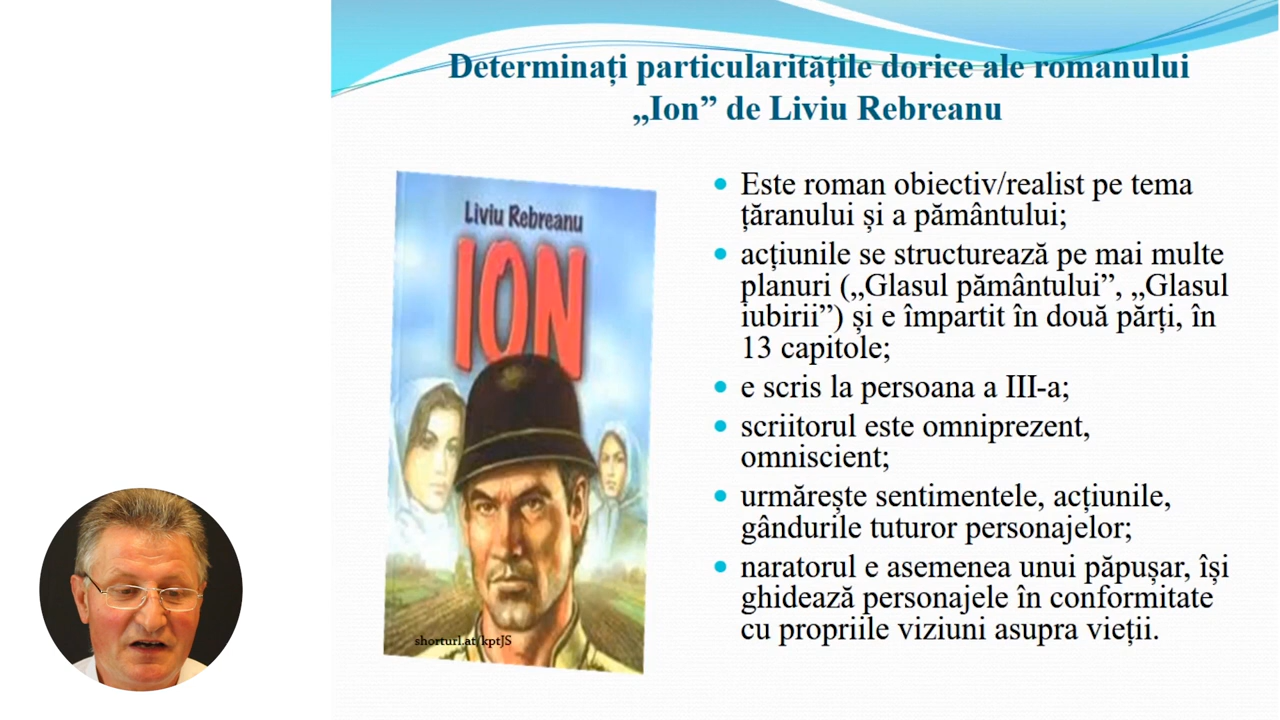 Determinați particularitățile dorice ale romanului
„Ion” de Liviu Rebreanu
Liviu Rebreanu
ION
shorturl.at/kptJS
• Este roman obiectiv/realist pe tema
țăranului și a pământului;
• acțiunile se structurează pe mai multe
planuri („Glasul pământului”, „Glasul
iubirii”) și e împartit în două părți, în
13 capitole;
• e scris la persoana a III-a;
• scriitorul este omniprezent,
omniscient;
• urmărește sentimentele, acțiunile,
gândurile tuturor personajelor;
• naratorul e asemenea unui păpușar, își
ghidează personajele în conformitate
cu propriile viziuni asupra vieții.